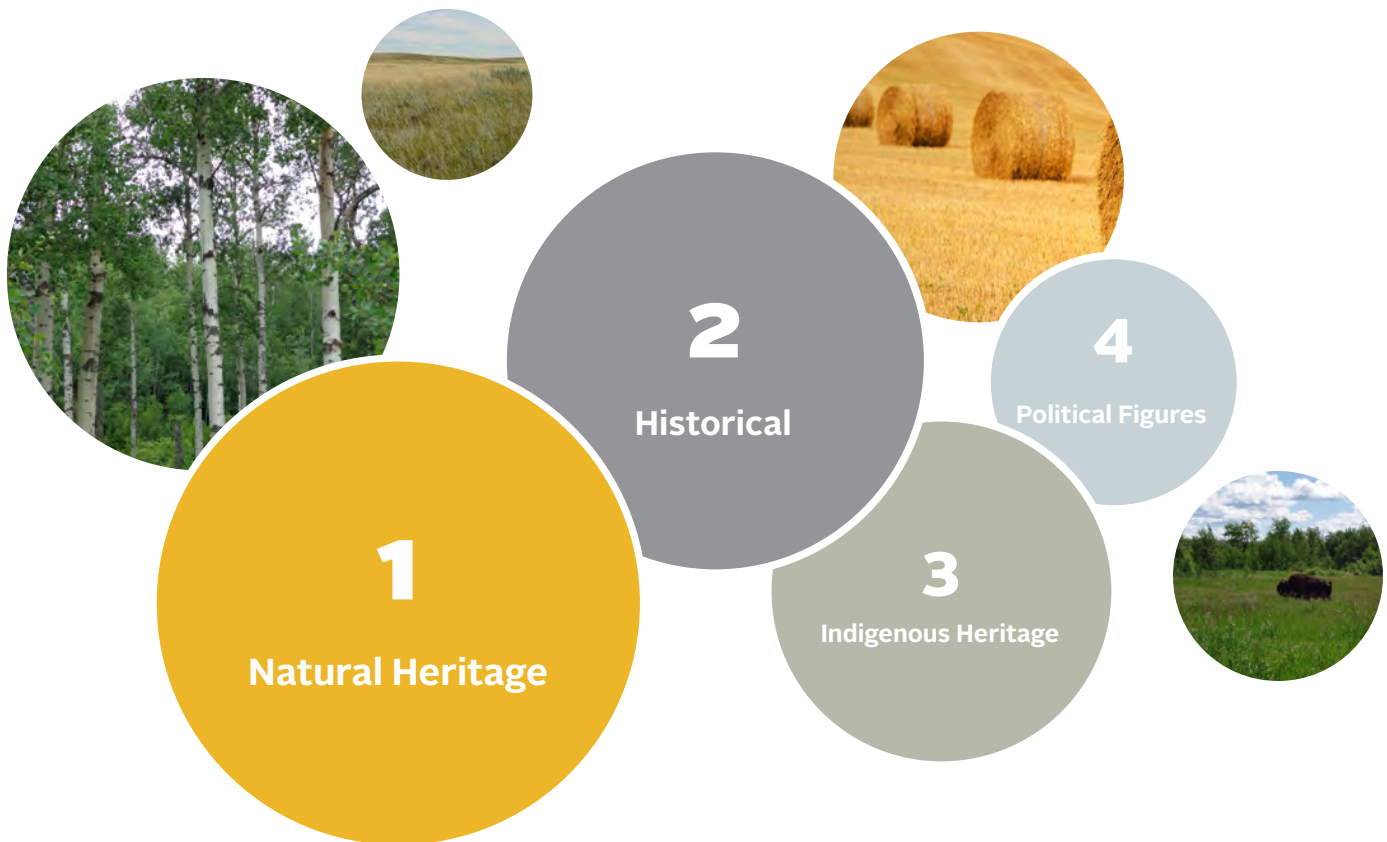 1
Natural Heritage
2
Historical
3
Indigenous Heritage
4
Political Figures